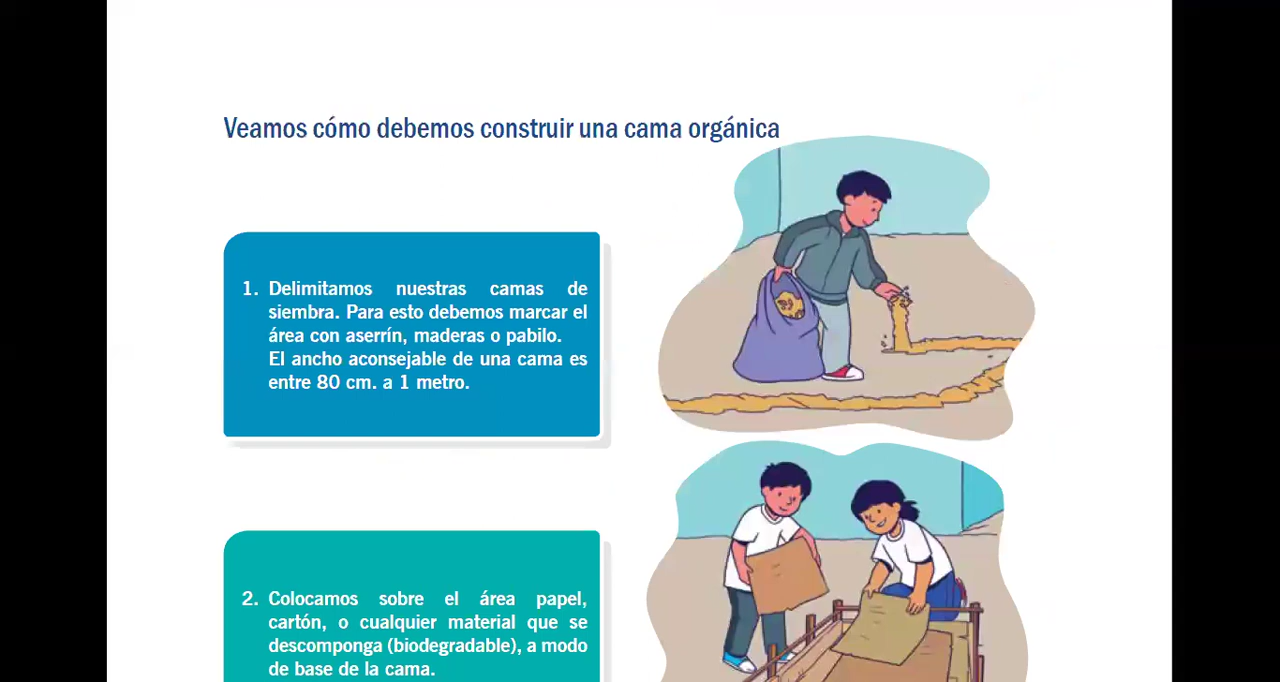 Veamos cómo debemos construir una cama orgánica
1. Delimitamos nuestras camas de
siembra. Para esto debemos marcar el
área con aserrín, maderas o pabilo.
El ancho aconsejable de una cama es
entre 80 cm. a 1 metro.
2. Colocamos sobre el área papel,
cartón, o cualquier material que se
descomponga (biodegradable), a modo
de base de la cama.